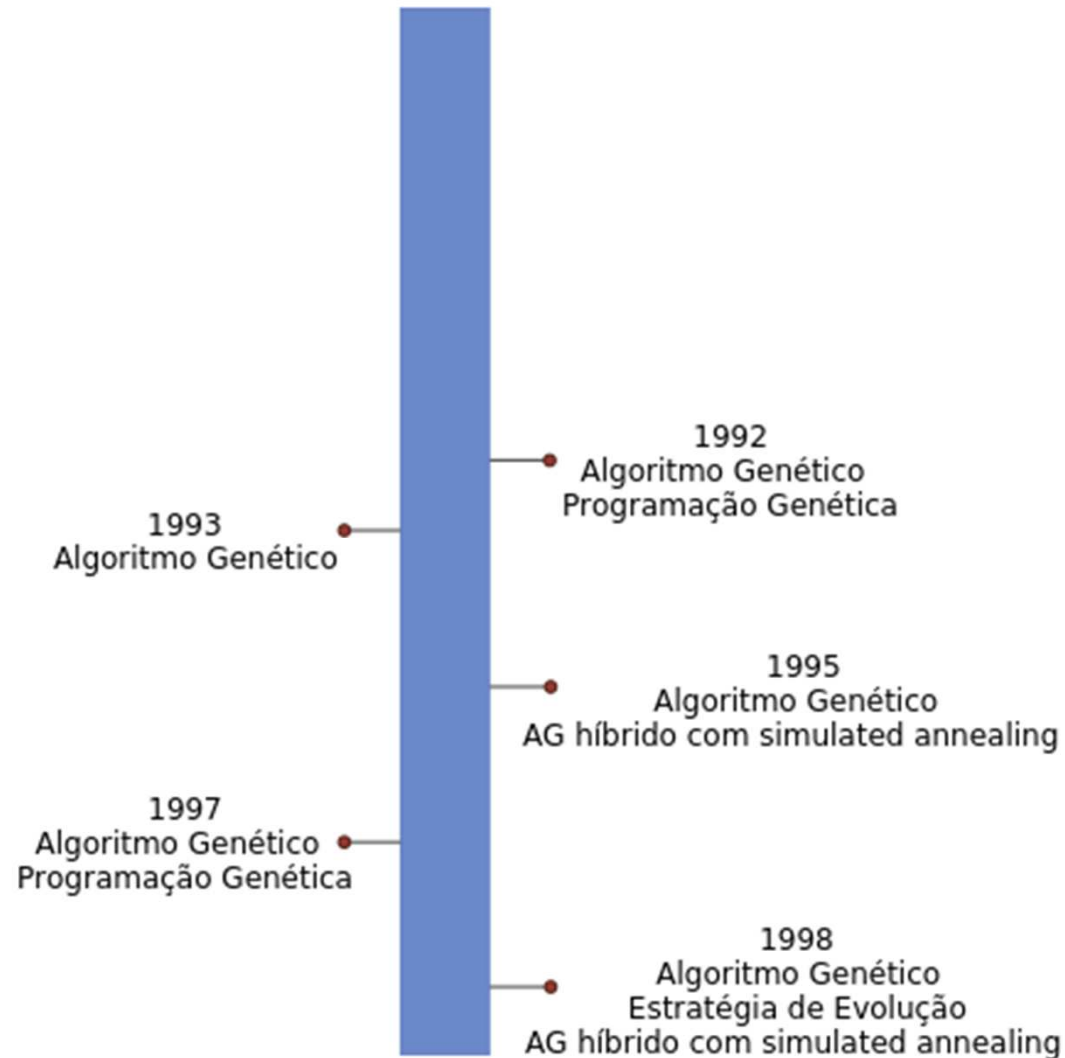 1992
Algoritmo Genético
Programação Genética
1993
Algoritmo Genético
1995
Algoritmo Genético
AG híbrido com simulated annealing
1997
Algoritmo Genético
Programação Genética
1998
Algoritmo Genético
Estratégia de Evolução
AG híbrido com simulated annealing